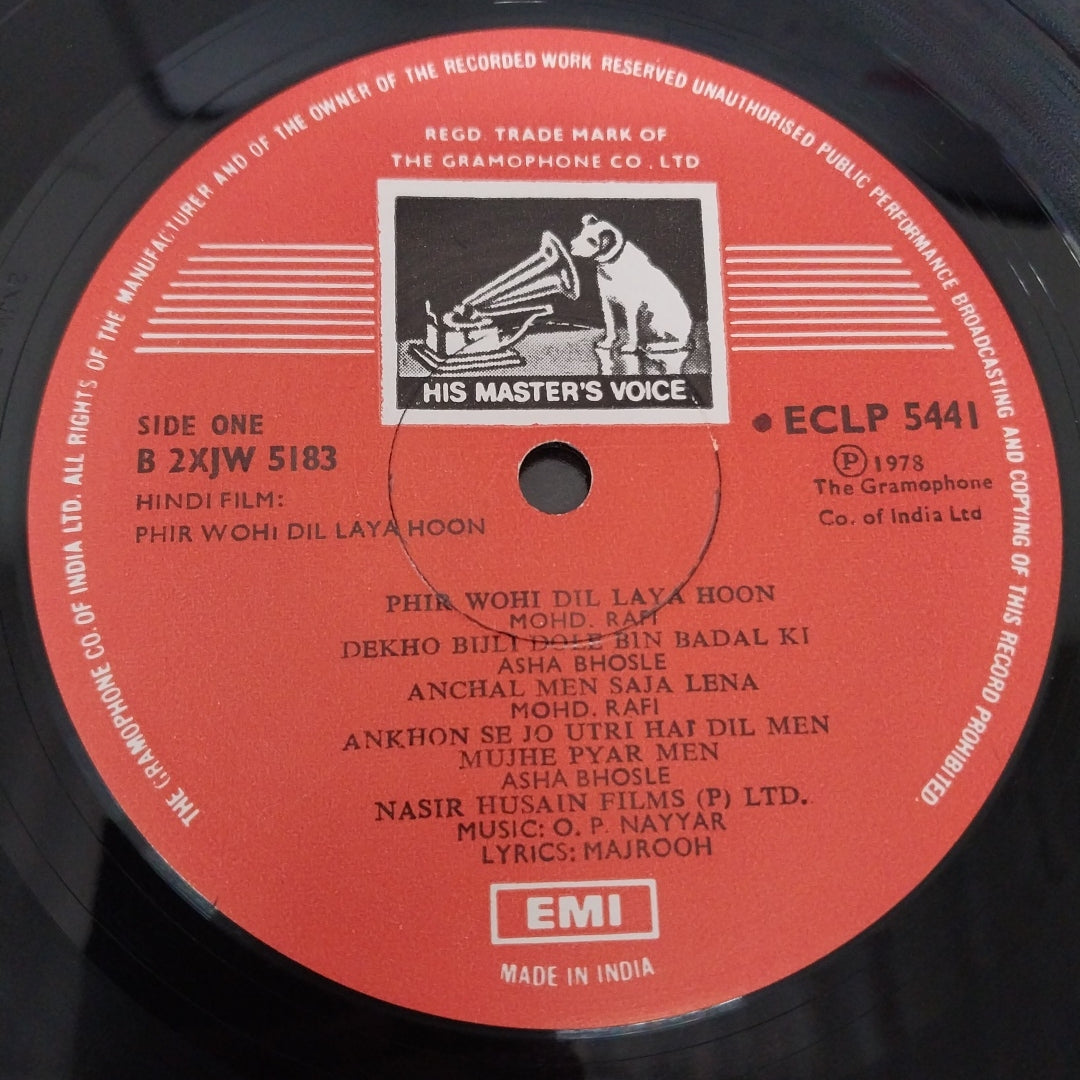 THE GRAMOPHONE CO. OF INDIA LTD. ALL RIGHTS OF THE MANUFACTURER AND OF THE OWNER OF THE RECORDED WORK RESERVED UNAUTHORISED PUBLIC PERFORMANCE BROADCASTING AND COPYING OF THIS RECORD PROHIBITED.
REGD. TRADE MARK OF
THE GRAMOPHONE CO. LTD
HIS MASTER'S VOICE
SIDE ONE
B 2XJW 5183
HINDI FILM:
PHIR WOHI DIL LAYA HOON
• ECLP 5441
Ⓟ 1978
The Gramophone
Co. of India Ltd
PHIR WOHI DIL LAYA HOON
MOHD. RAFI
DEKHO BIJLI DOLE BIN BADAL KI
ASHA BHOSLE
ANCHAL MEN SAJA LENA
MOHD. RAFI
ANKHON SE JO UTRI HAI DIL MEN
MUJHE PYAR MEN
ASHA BHOSLE
NASIR HUSAIN FILMS (P) LTD.
MUSIC: O. P. NAYYAR
LYRICS: MAJROOH
EMI
MADE IN INDIA